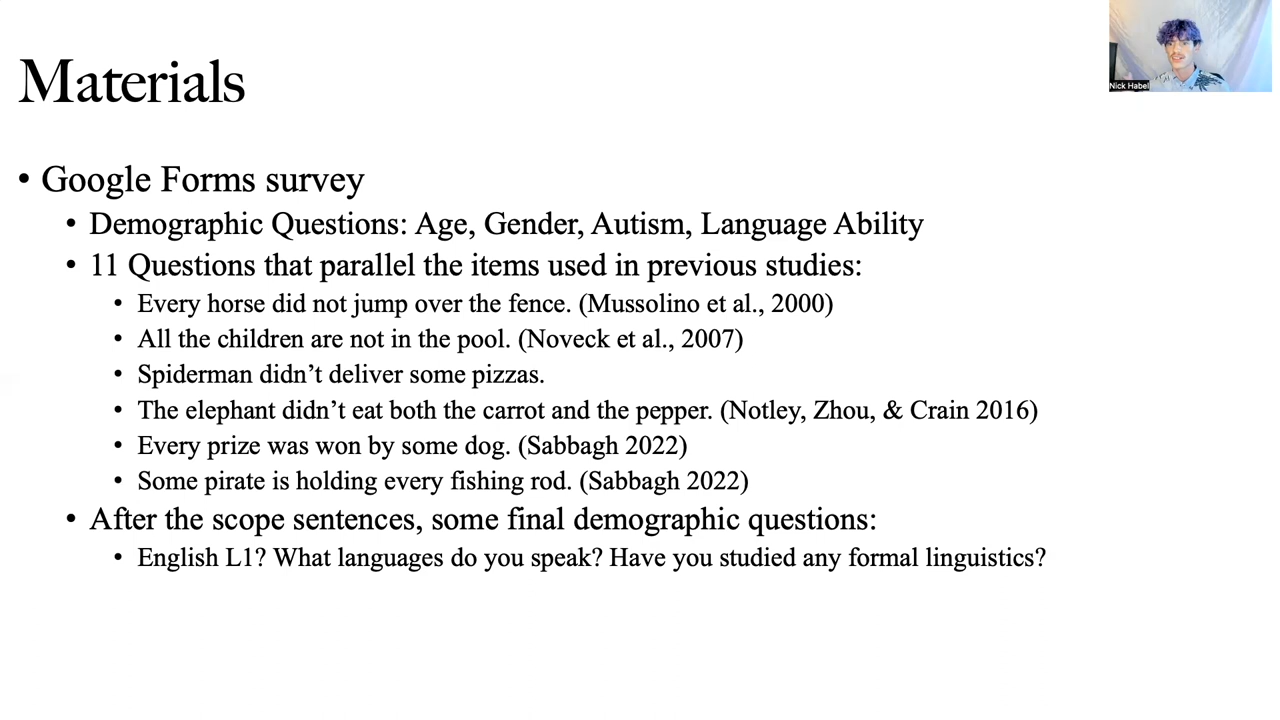 Materials
Nick Habel
• Google Forms survey
• Demographic Questions: Age, Gender, Autism, Language Ability
• 11 Questions that parallel the items used in previous studies:
• Every horse did not jump over the fence. (Mussolino et al., 2000)
• All the children are not in the pool. (Noveck et al., 2007)
• Spiderman didn’t deliver some pizzas.
• The elephant didn’t eat both the carrot and the pepper. (Notley, Zhou, & Crain 2016)
• Every prize was won by some dog. (Sabbagh 2022)
• Some pirate is holding every fishing rod. (Sabbagh 2022)
• After the scope sentences, some final demographic questions:
• English L1? What languages do you speak? Have you studied any formal linguistics?